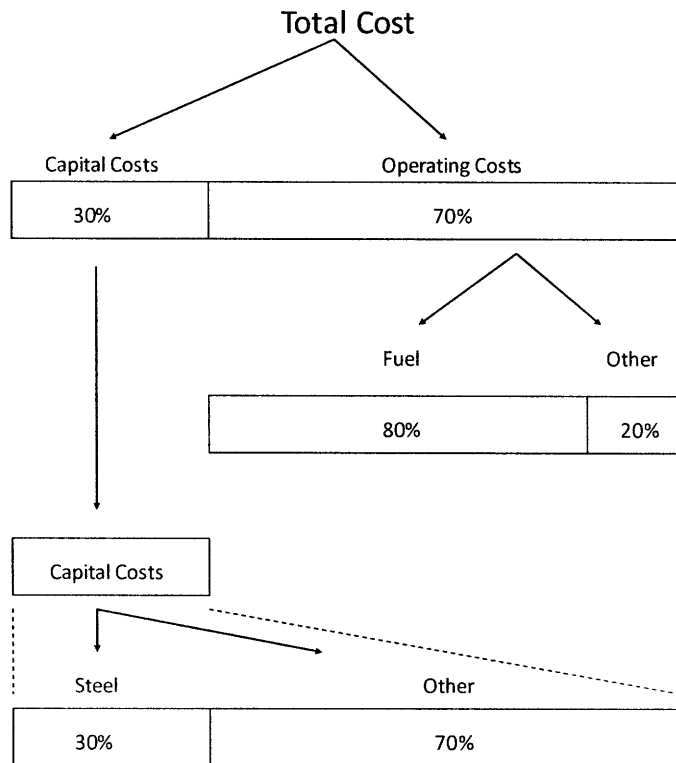 Total Cost
Capital Costs Operating Costs
30% 70%
Fuel Other
80% 20%
Capital Costs
Steel Other
30% 70%